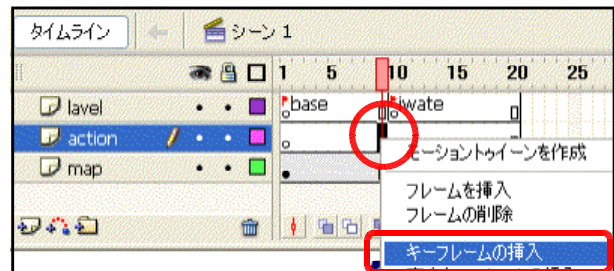 タイムライン シーン 1
1 5 10 15 20 25
lavel base iwate
action
モーショントゥイーンを作成
map
フレームを挿入
フレームの削除
キーフレームの挿入